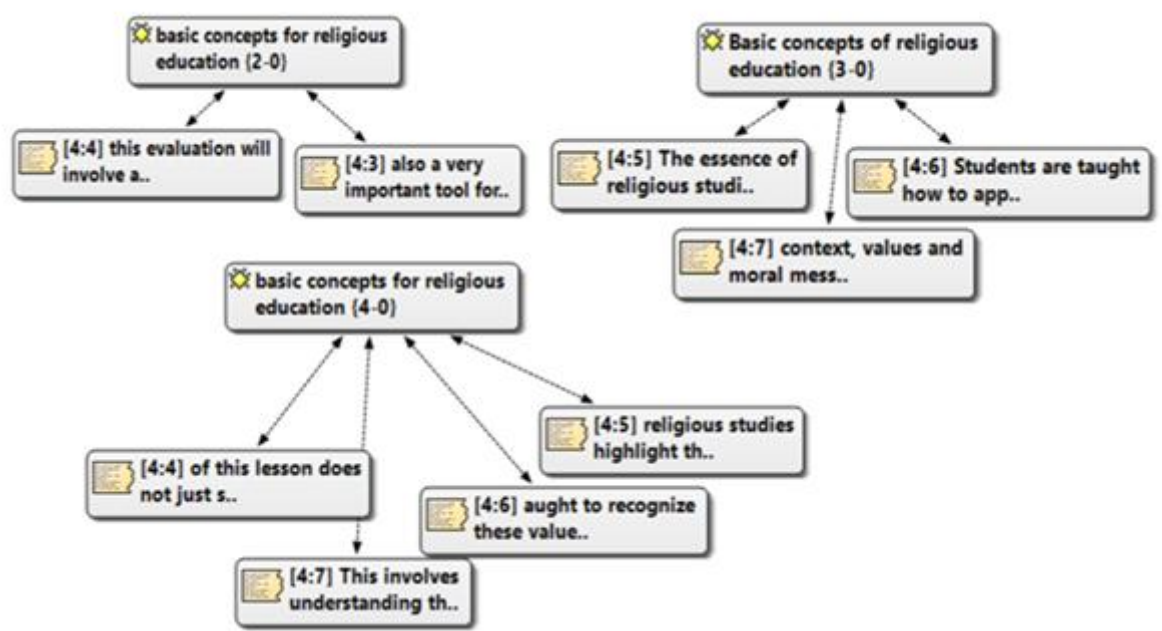 basic concepts for religious
education {2-0}
[4:4] this evaluation will
involve a..
[4:3] also a very
important tool for..
Basic concepts of religious
education {3-0}
[4:5] The essence of
religious studi..
[4:6] Students are taught
how to app..
[4:7] context, values and
moral mess..
basic concepts for religious
education {4-0}
[4:5] religious studies
highlight th..
[4:4] of this lesson does
not just s..
[4:6] aught to recognize
these value..
[4:7] This involves
understanding th..